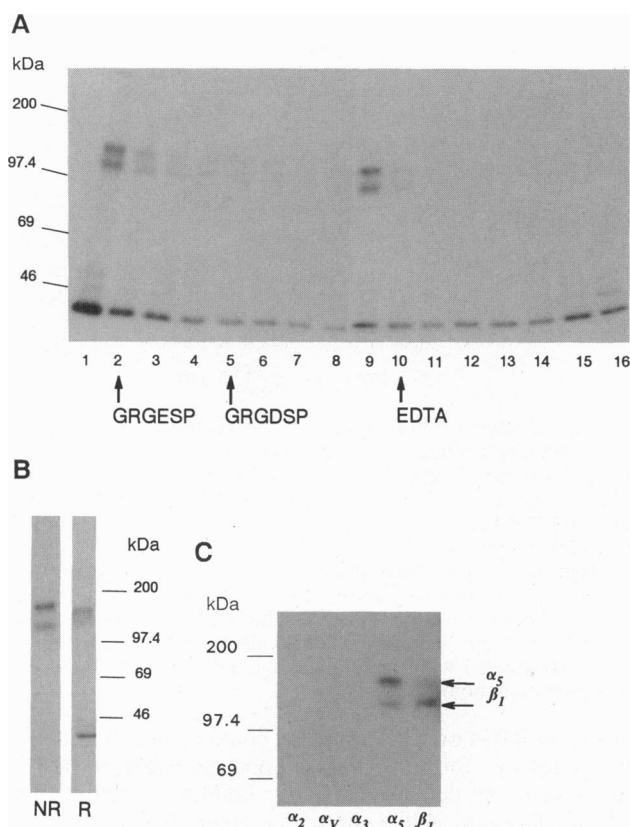 A
kDa
200
97.4
69
46
1 2 3 4 5 6 7 8 9 10 11 12 13 14 15 16
GRGESP GRGDSP EDTA
B
kDa
200
97.4
69
46
NR R
C
kDa
200
97.4
69
α5
β1
α2 αV α3 α5 β1